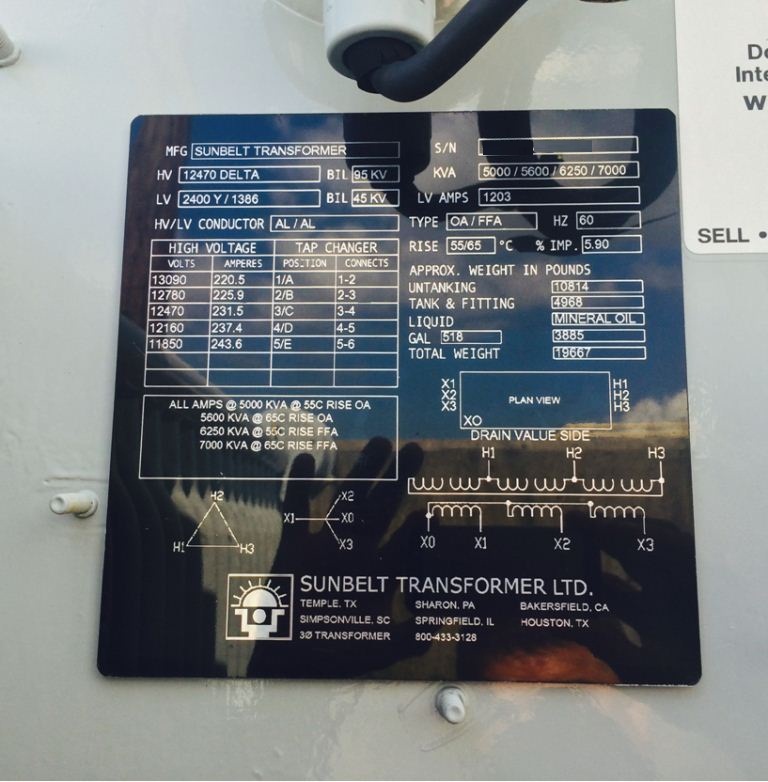 De
Inte
W
SELL •
MFG SUNBELT TRANSFORMER S/N
HV 12470 DELTA BIL 95 KV KVA 5000 / 5600 / 6250 / 7000
LV 2400 Y / 1386 BIL 45 KV LV AMPS 1203
HV/LV CONDUCTOR AL / AL TYPE OA / FFA HZ 60
RISE 55/65 °C % IMP. 5.90
HIGH VOLTAGE TAP CHANGER
VOLTS AMPERES POSITION CONNECTS
13090 220.5 1/A 1-2
12780 225.9 2/B 2-3
12470 231.5 3/C 3-4
12160 237.4 4/D 4-5
11850 243.6 5/E 5-6
APPROX. WEIGHT IN POUNDS
UNTANKING 10814
TANK & FITTING 4968
LIQUID MINERAL OIL
GAL 518 3885
TOTAL WEIGHT 19667
ALL AMPS @ 5000 KVA @ 55C RISE OA
5600 KVA @ 65C RISE OA
6250 KVA @ 55C RISE FFA
7000 KVA @ 65C RISE FFA
X1 H1
X2 PLAN VIEW H2
X3 H3
XO
DRAIN VALUE SIDE
H1 H2 H3
X0 X1 X2 X3
H2
H1 H3
X2
X1 X0
X3
SUNBELT TRANSFORMER LTD.
TEMPLE, TX SHARON, PA BAKERSFIELD, CA
SIMPSONVILLE, SC SPRINGFIELD, IL HOUSTON, TX
3Ø TRANSFORMER 800-433-3128